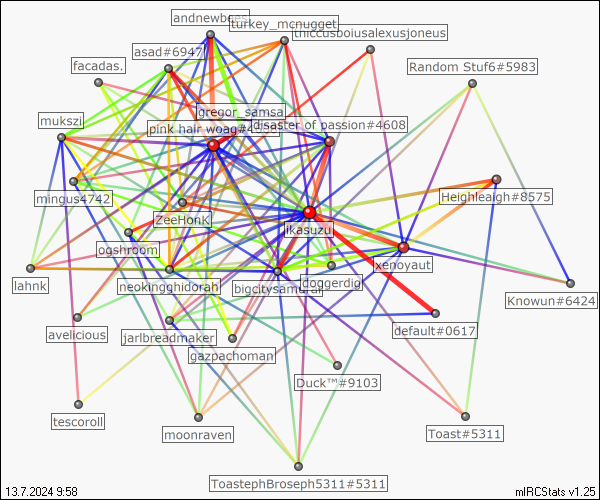 andnewbees
turkey_mcnugget
thiccusboiusalexusjoneus
asad#6947
facadas.
Random Stuf6#5983
gregor_samsa
mukszi
pink hair woag#4
disaster of passion#4608
mingus4742
Heighleaigh#8575
ZeeHonK
ikasuzu
ogshroom
xenoyaut
lahnk
neokingghidorah
bigcitysamurai
doggerdig
Knowun#6424
avelicious
jarlbreadmaker
default#0617
gazpachoman
Duck™#9103
tescoroll
moonraven
Toast#5311
ToastephBroseph5311#5311
13.7.2024 9:58
mIRCStats v1.25